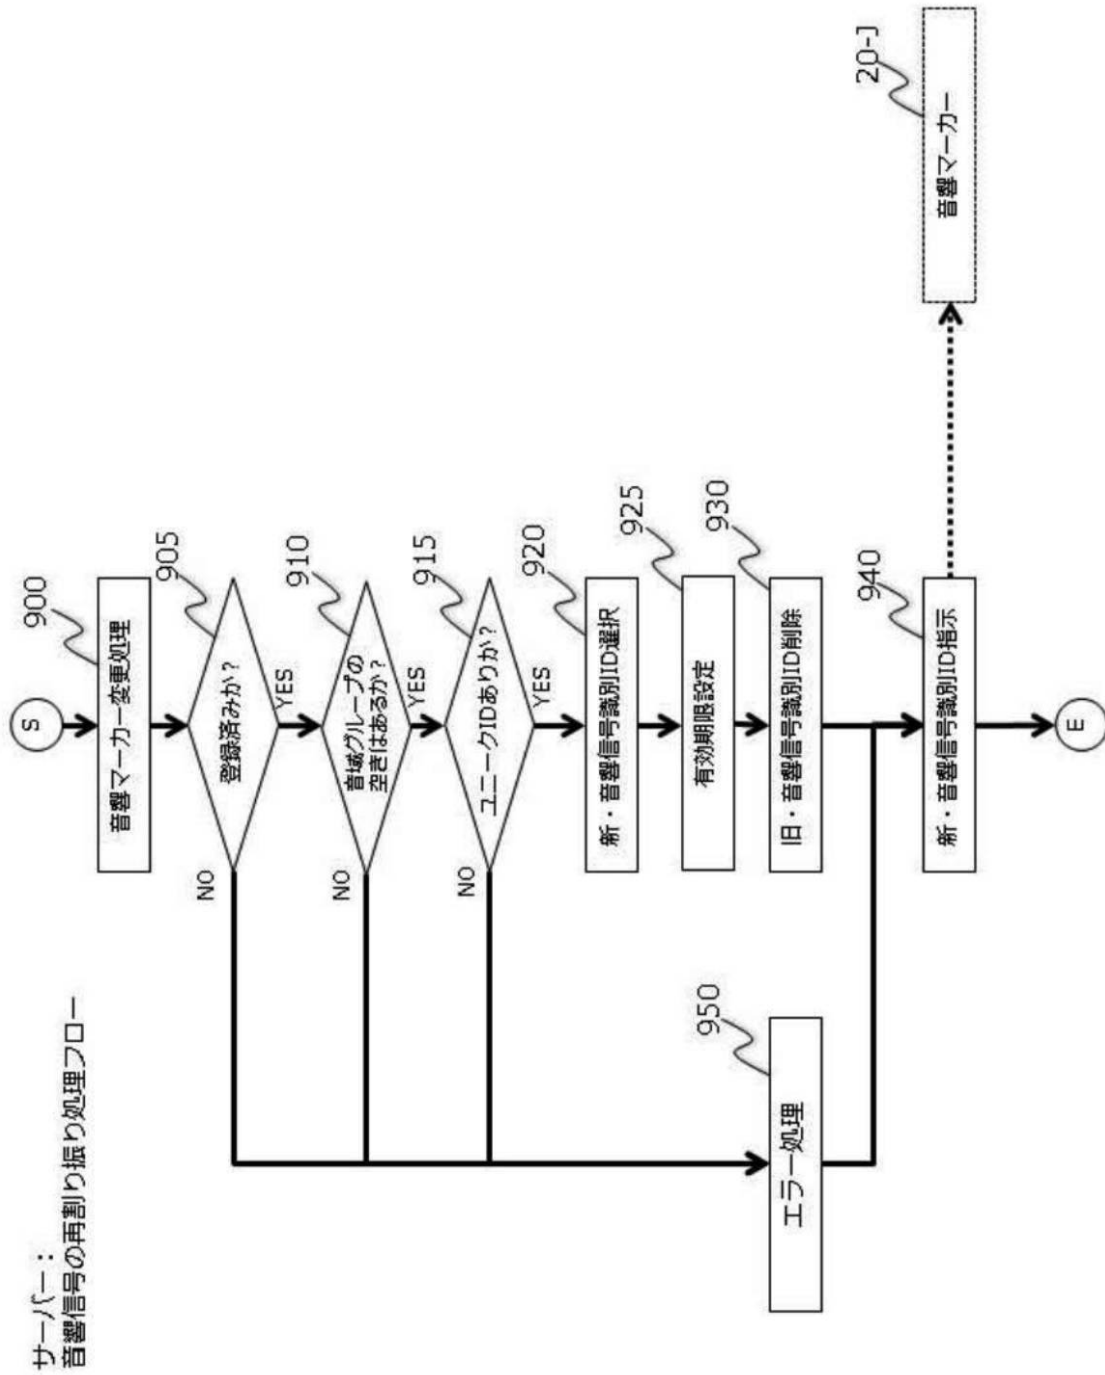 サーバー：
音響信号の再割り振り処理フロー
S
900
音響マーカー変更処理
905
登録済みか？
NO
YES
910
音域グループの
空きはあるか？
NO
YES
915
ユニークIDありか？
NO
YES
920
新・音響信号識別ID選択
925
有効期限設定
930
旧・音響信号識別ID削除
950
エラー処理
940
新・音響信号識別ID指示
20-J
音響マーカー
E